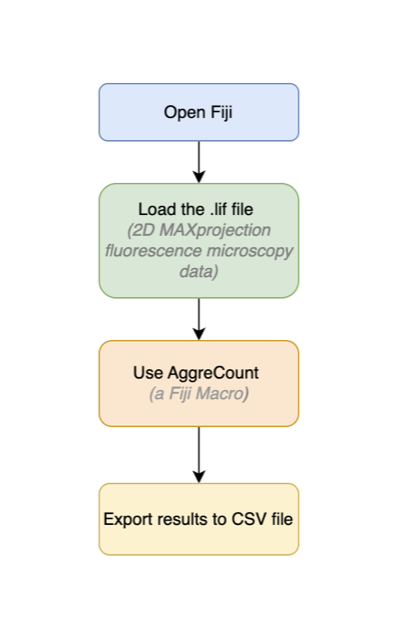 Open Fiji
Load the .lif file
(2D MAXprojection
fluorescence microscopy
data)
Use AggreCount
(a Fiji Macro)
Export results to CSV file